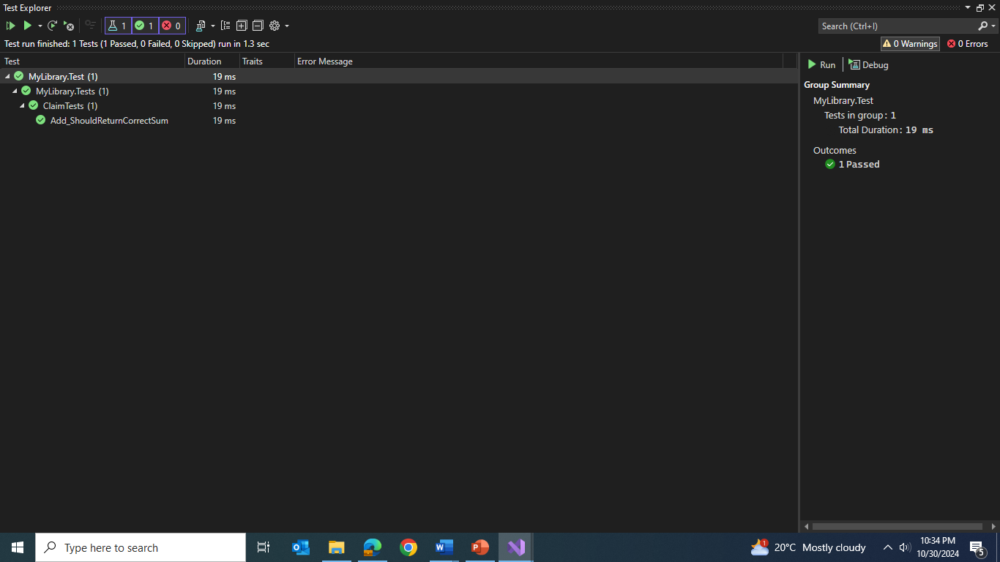 Test Explorer
1 1 0
Search (Ctrl+I)
Test run finished: 1 Tests (1 Passed, 0 Failed, 0 Skipped) run in 1.3 sec
0 Warnings 0 Errors
Test Duration Traits Error Message
MyLibrary.Test (1) 19 ms
MyLibrary.Tests (1) 19 ms
ClaimTests (1) 19 ms
Add_ShouldReturnCorrectSum 19 ms
Run Debug
Group Summary
MyLibrary.Test
Tests in group: 1
Total Duration: 19 ms
Outcomes
1 Passed
Type here to search
1
20°C Mostly cloudy
10:34 PM
10/30/2024
5